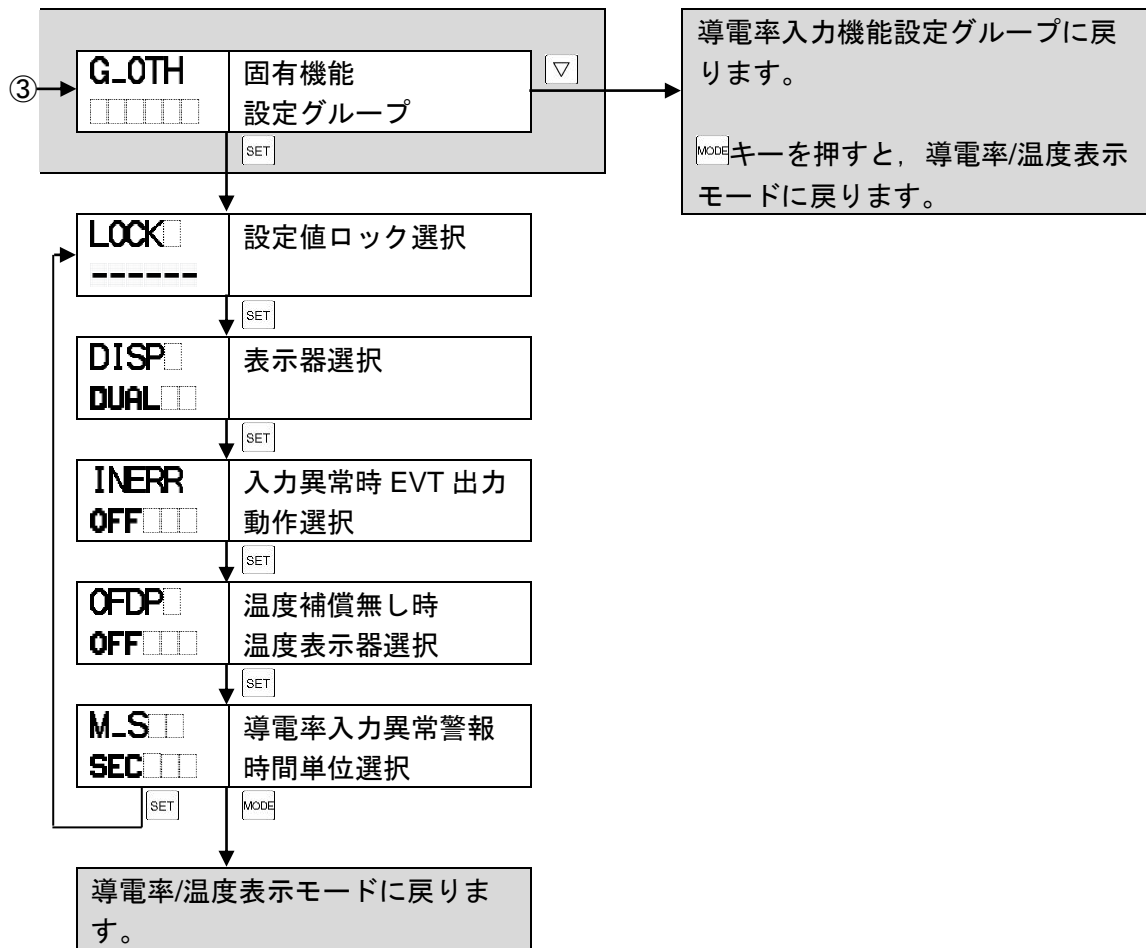 ③
G_OTH
固有機能
設定グループ
▽
SET
導電率入力機能設定グループに戻
ります。
MODEキーを押すと，導電率/温度表示
モードに戻ります。
LOCK
------
設定値ロック選択
SET
DISP
DUAL
表示器選択
SET
INERR
OFF
入力異常時 EVT 出力
動作選択
SET
OFDP
OFF
温度補償無し時
温度表示器選択
SET
M_S
SEC
導電率入力異常警報
時間単位選択
SET
MODE
導電率/温度表示モードに戻りま
す。